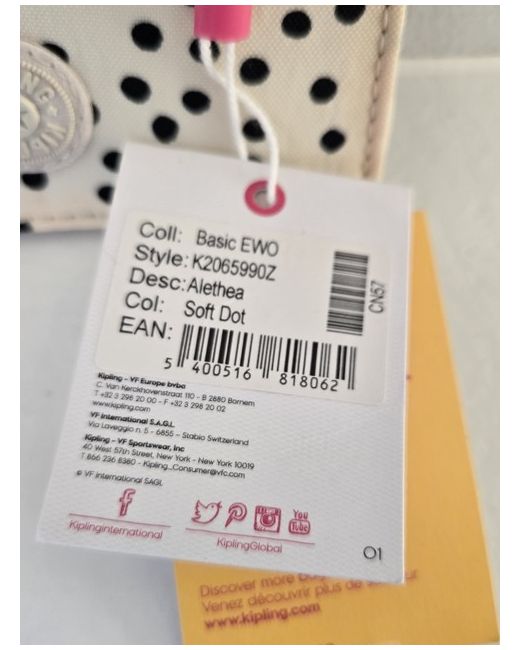 Coll: Basic EWO
Style: K2065990Z
Desc: Alethea
Col: Soft Dot
EAN:
5 400516 818062
CN57
Kipling - VF Europe bvba
C. Van Kerckhovenstraat 110 - B 2880 Bornem
T +32 3 298 20 00 - F +32 3 298 20 02
www.kipling.com
VF International S.A.G.L
Via Laveggio n. 5 - 6855 - Stabio Switzerland
Kipling - VF Sportswear, Inc
40 West 57th Street, New York - New York 10019
T 866 236 8380 - Kipling_Consumer@vfc.com
© VF International SAGL
You
Tube
Kiplinginternational
KiplingGlobal
01
Discover more
Venez découvrir plus de
www.kipling.com